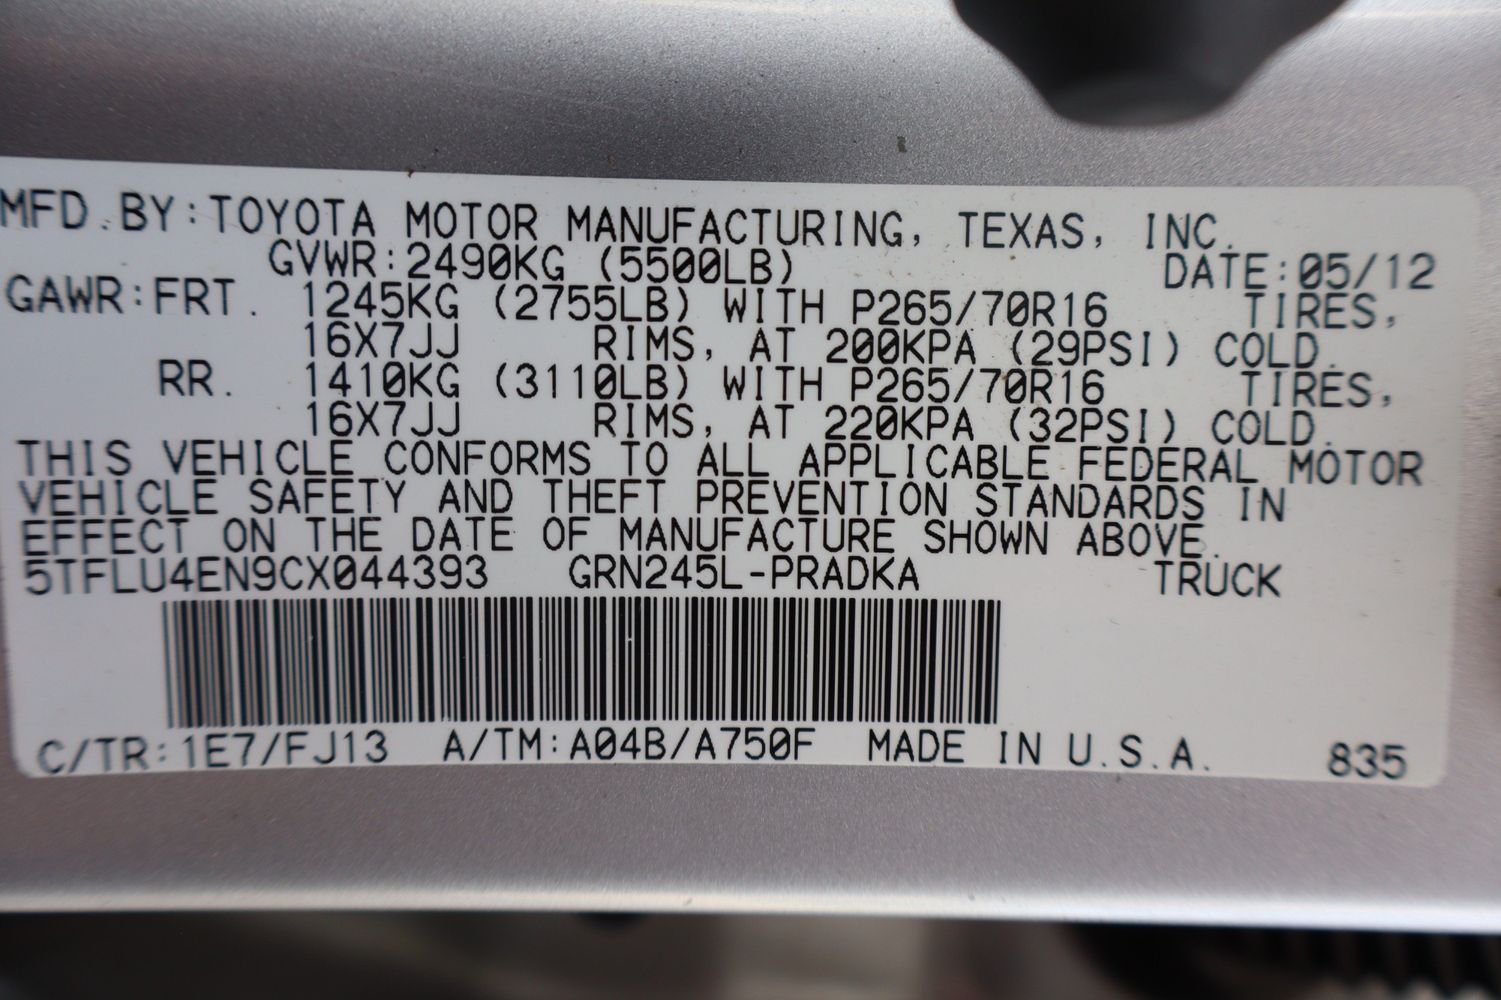 MFD.BY:TOYOTA MOTOR MANUFACTURING, TEXAS, INC.
GVWR:2490KG (5500LB) DATE:05/12
GAWR:FRT. 1245KG (2755LB) WITH P265/70R16 TIRES,
16X7JJ RIMS, AT 200KPA (29PSI) COLD.
RR. 1410KG (3110LB) WITH P265/70R16 TIRES,
16X7JJ RIMS, AT 220KPA (32PSI) COLD.
THIS VEHICLE CONFORMS TO ALL APPLICABLE FEDERAL MOTOR
VEHICLE SAFETY AND THEFT PREVENTION STANDARDS IN
EFFECT ON THE DATE OF MANUFACTURE SHOWN ABOVE.
5TFLU4EN9CX044393 GRN245L-PRADKA TRUCK
C/TR:1E7/FJ13 A/TM:A04B/A750F MADE IN U.S.A. 835